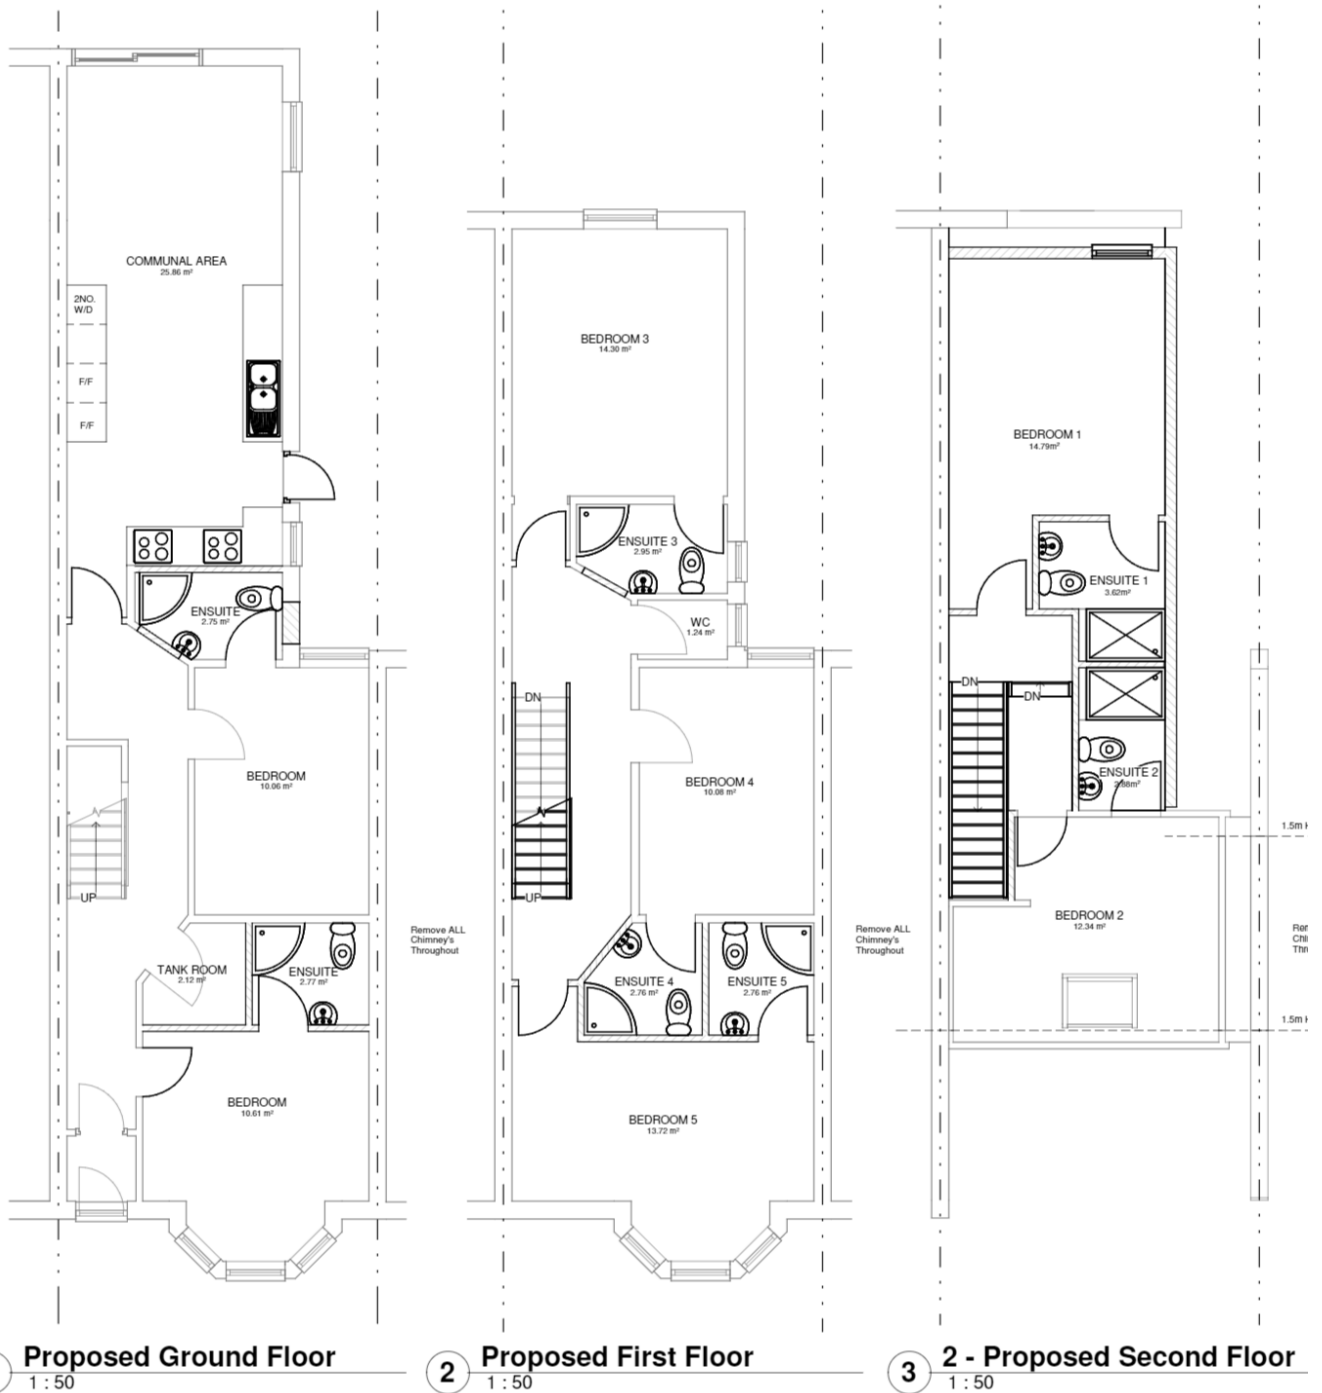 COMMUNAL AREA
25.86 m²
2NO.
W/D
F/F
F/F
ENSUITE
2.75 m²
BEDROOM
10.06 m²
UP
TANK ROOM
2.12 m²
ENSUITE
2.77 m²
BEDROOM
10.61 m²
Remove ALL
Chimney's
Throughout
Proposed Ground Floor
1 : 50
BEDROOM 3
14.30 m²
ENSUITE 3
2.95 m²
WC
1.24 m²
DN
BEDROOM 4
10.08 m²
UP
ENSUITE 4
2.76 m²
ENSUITE 5
2.76 m²
BEDROOM 5
13.72 m²
Remove ALL
Chimney's
Throughout
2
Proposed First Floor
1 : 50
BEDROOM 1
14.79m²
ENSUITE 1
3.62m²
DN
DN
ENSUITE 2
1.5m H
BEDROOM 2
12.34 m²
Rem
Chi
Thr
1.5m H
3
2 - Proposed Second Floor
1 : 50